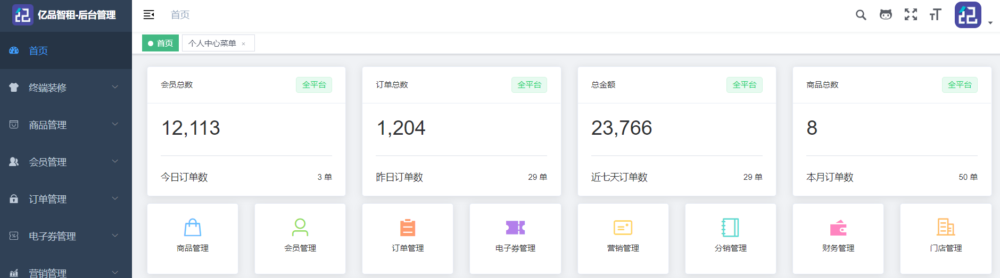 亿品智租-后台管理
首页
首页
个人中心菜单 ×
首页
终端装修
商品管理
会员管理
订单管理
电子券管理
营销管理
会员总数 全平台
12,113
今日订单数 3 单
订单总数 全平台
1,204
昨日订单数 29 单
总金额 全平台
23,766
近七天订单数 29 单
商品总数 全平台
8
本月订单数 50 单
商品管理
会员管理
订单管理
电子券管理
营销管理
分销管理
财务管理
门店管理